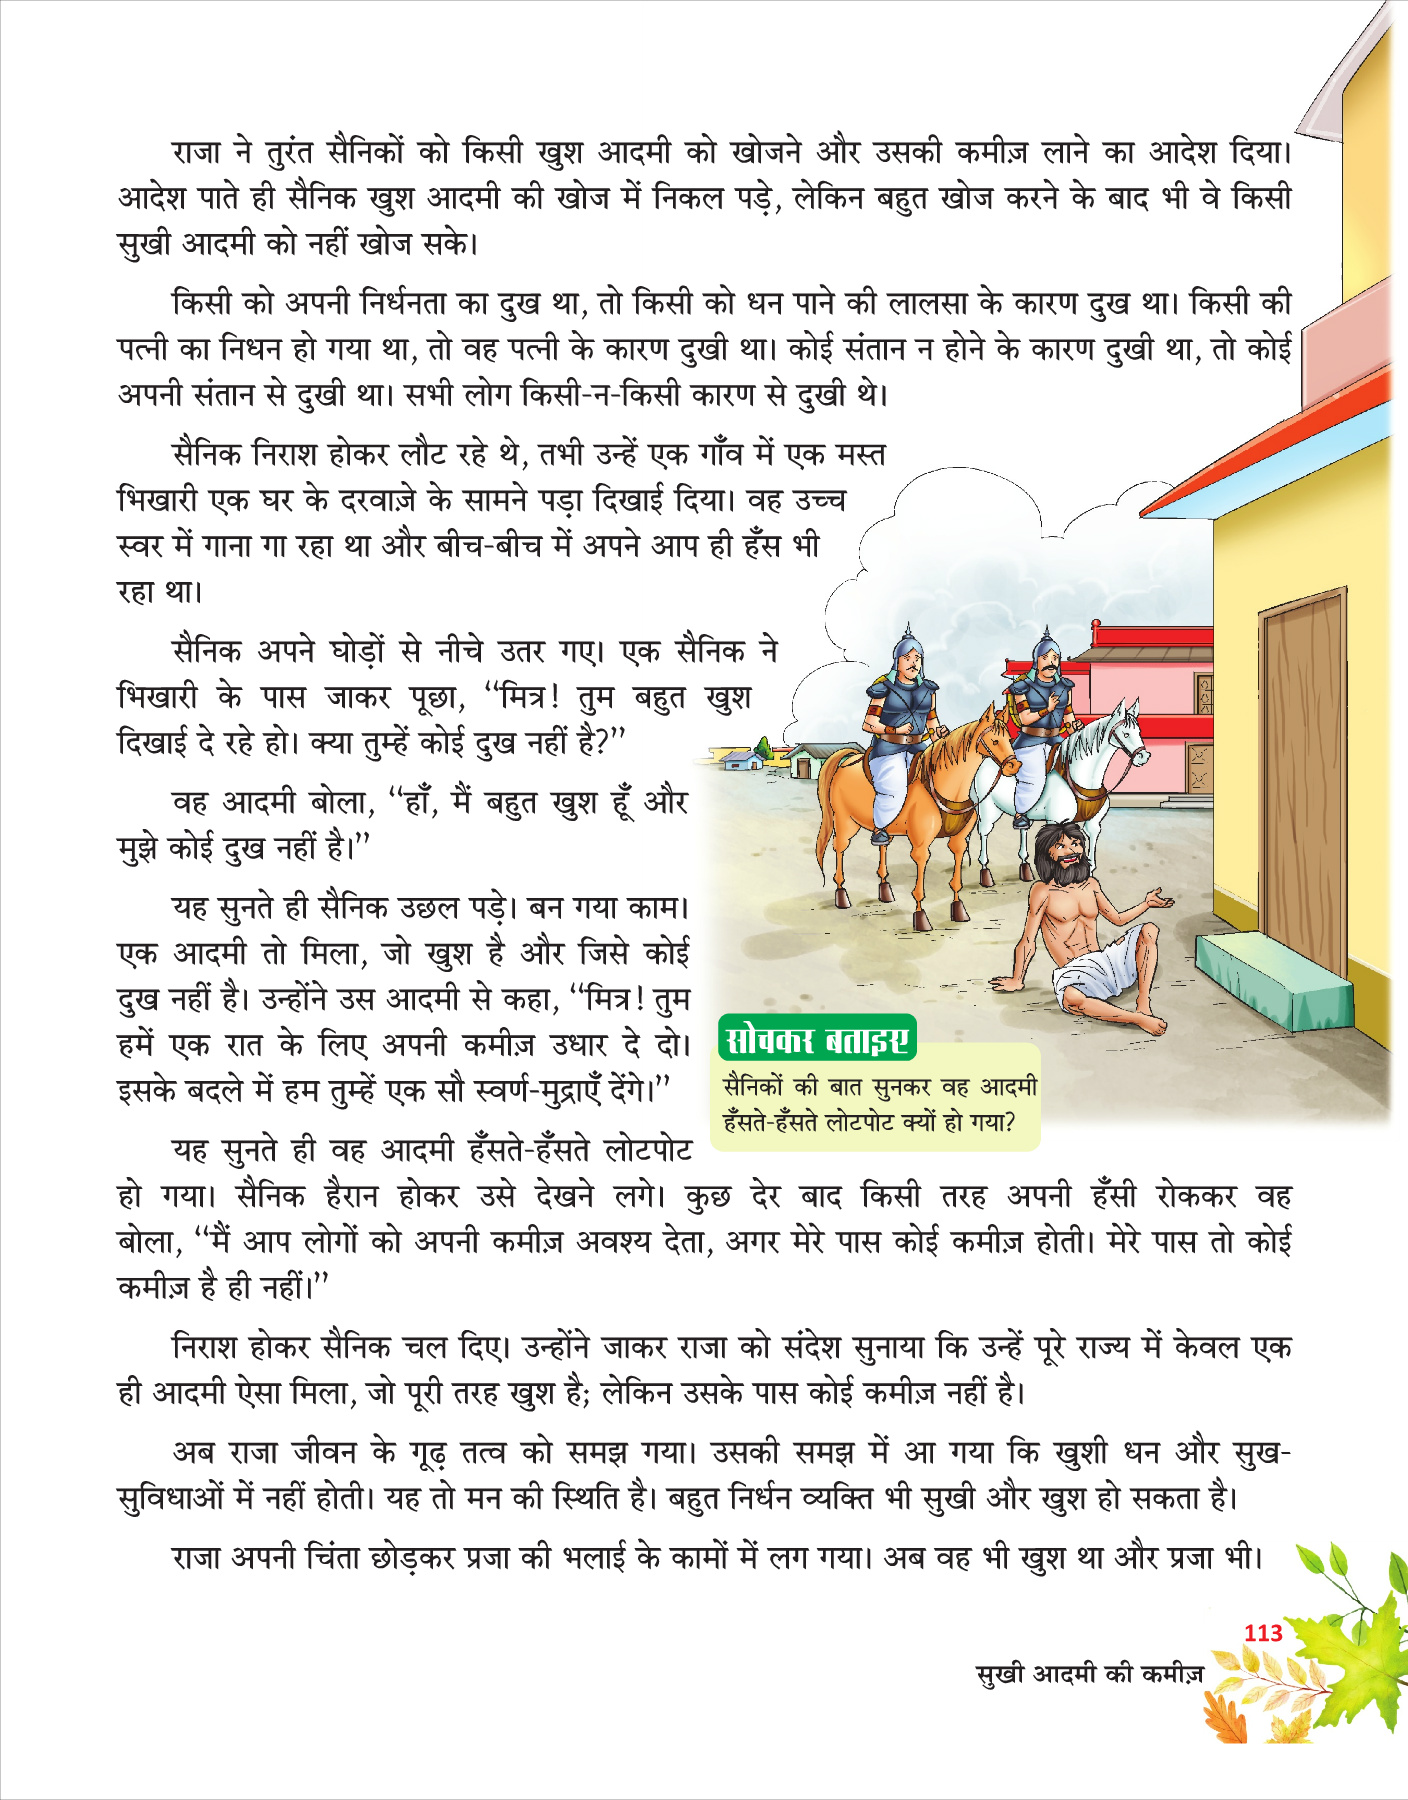 राजा ने तुरंत सैनिकों को किसी खुश आदमी को खोजने और उसकी कमीज़ लाने का आदेश दिया।
आदेश पाते ही सैनिक खुश आदमी की खोज में निकल पड़े, लेकिन बहुत खोज करने के बाद भी वे किसी
सुखी आदमी को नहीं खोज सके।
किसी को अपनी निर्धनता का दुख था, तो किसी को धन पाने की लालसा के कारण दुख था। किसी की
पत्नी का निधन हो गया था, तो वह पत्नी के कारण दुखी था। कोई संतान न होने के कारण दुखी था, तो कोई
अपनी संतान से दुखी था। सभी लोग किसी-न-किसी कारण से दुखी थे।
सैनिक निराश होकर लौट रहे थे, तभी उन्हें एक गाँव में एक मस्त
भिखारी एक घर के दरवाज़े के सामने पड़ा दिखाई दिया। वह उच्च
स्वर में गाना गा रहा था और बीच-बीच में अपने आप ही हँस भी
रहा था।
सैनिक अपने घोड़ों से नीचे उतर गए। एक सैनिक ने
भिखारी के पास जाकर पूछा, “मित्र! तुम बहुत खुश
दिखाई दे रहे हो। क्या तुम्हें कोई दुख नहीं है?”
वह आदमी बोला, “हाँ, मैं बहुत खुश हूँ और
मुझे कोई दुख नहीं है।”
यह सुनते ही सैनिक उछल पड़े। बन गया काम।
एक आदमी तो मिला, जो खुश है और जिसे कोई
दुख नहीं है। उन्होंने उस आदमी से कहा, “मित्र! तुम
हमें एक रात के लिए अपनी कमीज़ उधार दे दो।
इसके बदले में हम तुम्हें एक सौ स्वर्ण-मुद्राएँ देंगे।”
सोचकर बताइए
सैनिकों की बात सुनकर वह आदमी
हँसते-हँसते लोटपोट क्यों हो गया?
यह सुनते ही वह आदमी हँसते-हँसते लोटपोट
हो गया। सैनिक हैरान होकर उसे देखने लगे। कुछ देर बाद किसी तरह अपनी हँसी रोककर वह
बोला, “मैं आप लोगों को अपनी कमीज़ अवश्य देता, अगर मेरे पास कोई कमीज़ होती। मेरे पास तो कोई
कमीज़ है ही नहीं।”
निराश होकर सैनिक चल दिए। उन्होंने जाकर राजा को संदेश सुनाया कि उन्हें पूरे राज्य में केवल एक
ही आदमी ऐसा मिला, जो पूरी तरह खुश है; लेकिन उसके पास कोई कमीज़ नहीं है।
अब राजा जीवन के गूढ़ तत्व को समझ गया। उसकी समझ में आ गया कि खुशी धन और सुख-
सुविधाओं में नहीं होती। यह तो मन की स्थिति है। बहुत निर्धन व्यक्ति भी सुखी और खुश हो सकता है।
राजा अपनी चिंता छोड़कर प्रजा की भलाई के कामों में लग गया। अब वह भी खुश था और प्रजा भी।
113
सुखी आदमी की कमीज़